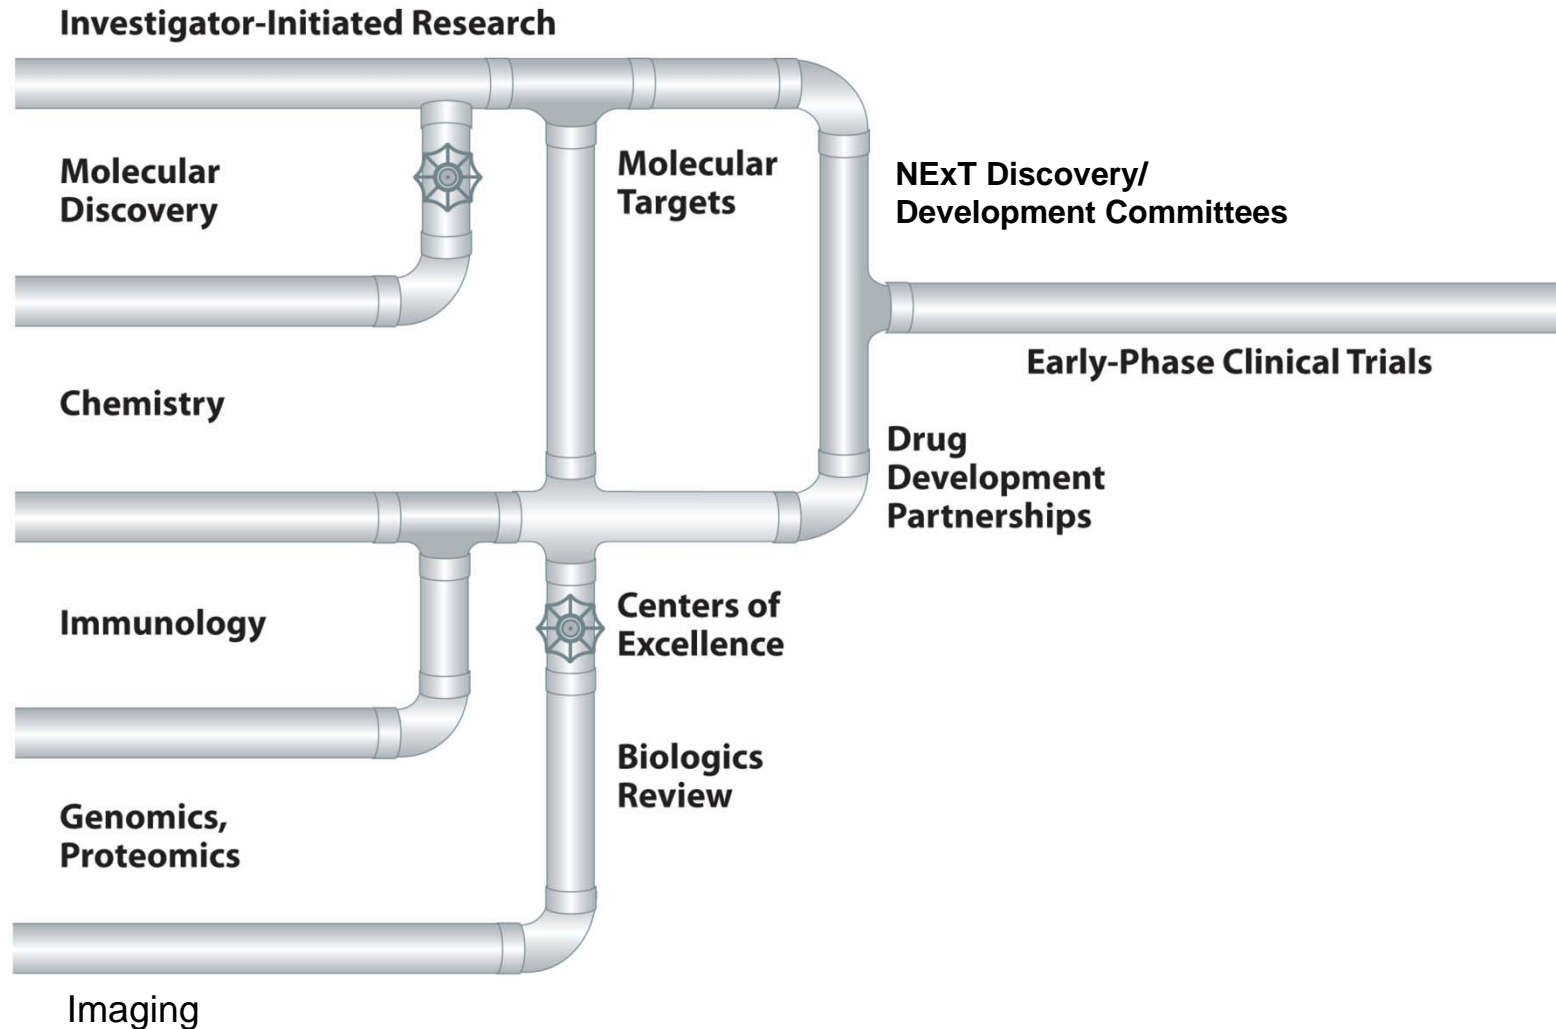 Investigator-Initiated Research
Molecular
Discovery
Molecular
Targets
NExT Discovery/
Development Committees
Early-Phase Clinical Trials
Chemistry
Drug
Development
Partnerships
Immunology
Centers of
Excellence
Biologics
Review
Genomics,
Proteomics
Imaging